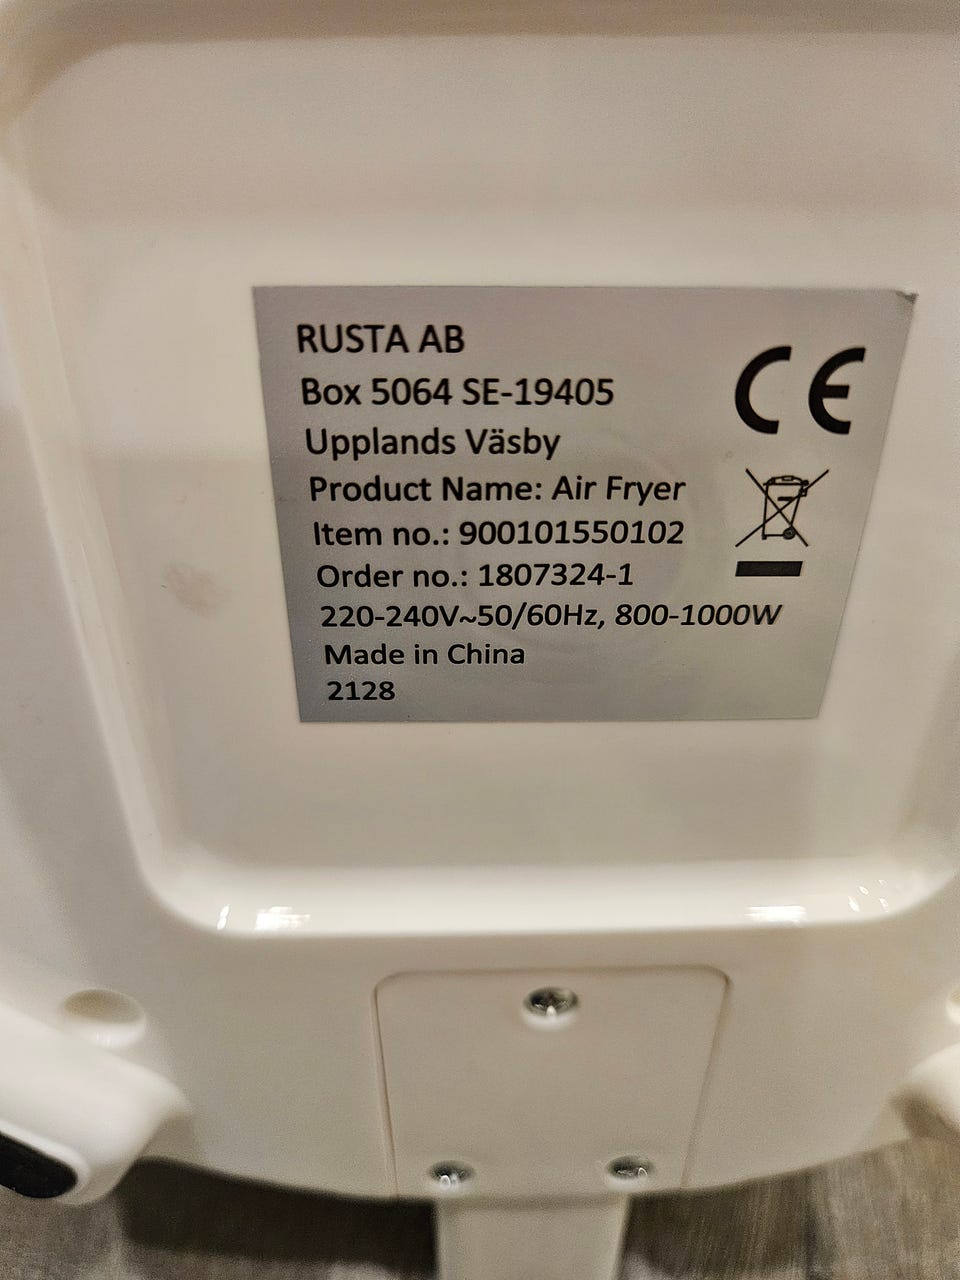 RUSTA AB
Box 5064 SE-19405
Upplands Väsby
Product Name: Air Fryer
Item no.: 900101550102
Order no.: 1807324-1
220-240V~50/60Hz, 800-1000W
Made in China
2128
CE